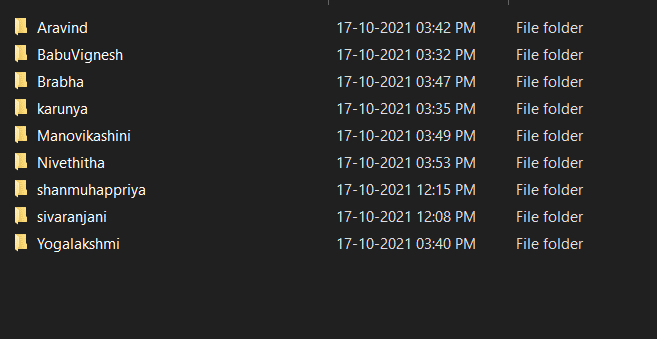 Aravind 17-10-2021 03:42 PM File folder
BabuVignesh 17-10-2021 03:32 PM File folder
Brabha 17-10-2021 03:47 PM File folder
karunya 17-10-2021 03:35 PM File folder
Manovikashini 17-10-2021 03:49 PM File folder
Nivethitha 17-10-2021 03:53 PM File folder
shanmuhappriya 17-10-2021 12:15 PM File folder
sivaranjani 17-10-2021 12:08 PM File folder
Yogalakshmi 17-10-2021 03:40 PM File folder